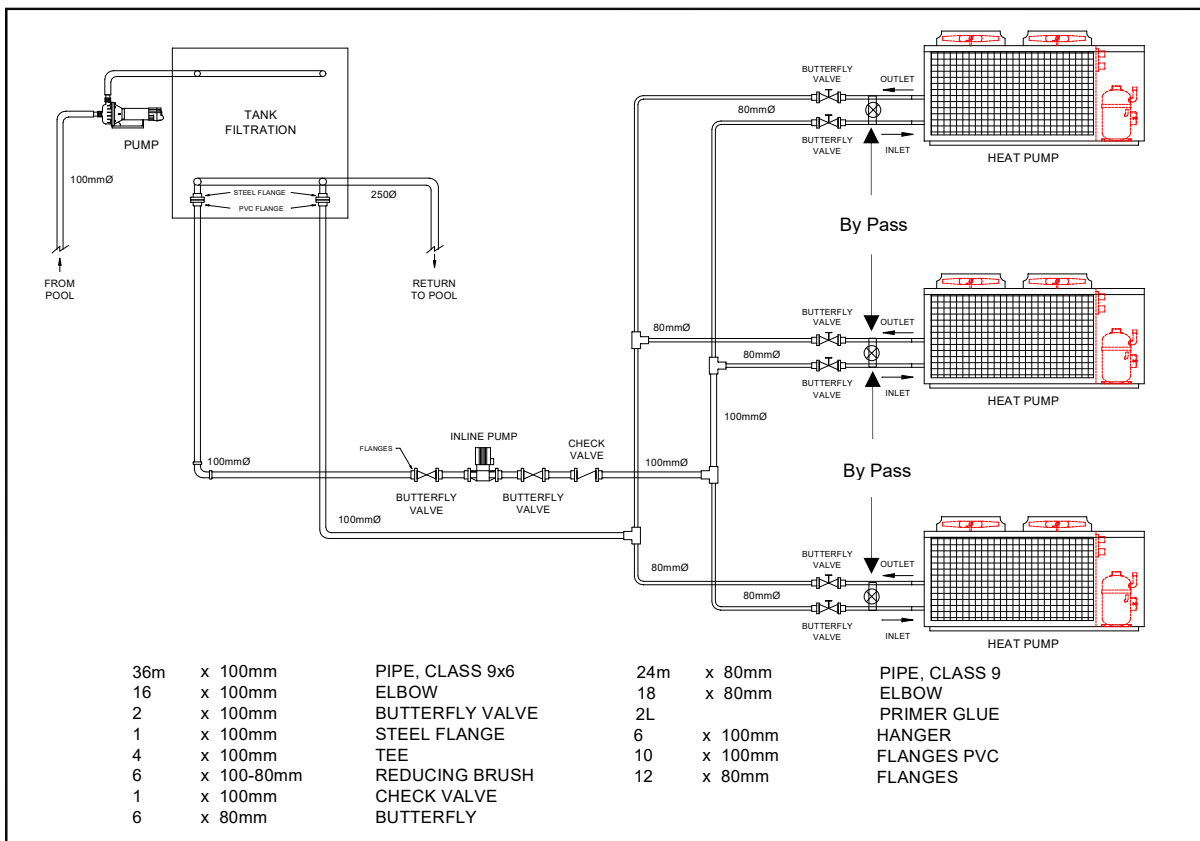 TANK
FILTRATION
PUMP
100mmØ
STEEL FLANGE
PVC FLANGE
250Ø
FROM
POOL
RETURN
TO POOL
BUTTERFLY
VALVE
OUTLET
80mmØ
BUTTERFLY
VALVE
INLET
HEAT PUMP
By Pass
BUTTERFLY
VALVE
OUTLET
80mmØ
80mmØ
BUTTERFLY
VALVE
INLET
HEAT PUMP
100mmØ
By Pass
FLANGES
INLINE PUMP
CHECK
VALVE
100mmØ
100mmØ
BUTTERFLY
VALVE
BUTTERFLY
VALVE
100mmØ
BUTTERFLY
VALVE
OUTLET
80mmØ
80mmØ
BUTTERFLY
VALVE
INLET
HEAT PUMP
36m x 100mm PIPE, CLASS 9x6
16 x 100mm ELBOW
2 x 100mm BUTTERFLY VALVE
1 x 100mm STEEL FLANGE
4 x 100mm TEE
6 x 100-80mm REDUCING BRUSH
1 x 100mm CHECK VALVE
6 x 80mm BUTTERFLY
24m x 80mm PIPE, CLASS 9
18 x 80mm ELBOW
2L PRIMER GLUE
6 x 100mm HANGER
10 x 100mm FLANGES PVC
12 x 80mm FLANGES